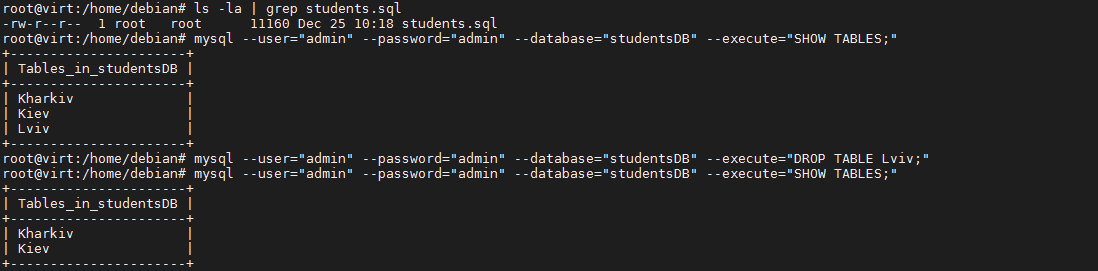 root@virt:/home/debian# ls -la | grep students.sql
-rw-r--r--  1 root   root      11160 Dec 25 10:18 students.sql
root@virt:/home/debian# mysql --user="admin" --password="admin" --database="studentsDB" --execute="SHOW TABLES;"
+----------------------+
| Tables_in_studentsDB |
+----------------------+
| Kharkiv              |
| Kiev                 |
| Lviv                 |
+----------------------+
root@virt:/home/debian# mysql --user="admin" --password="admin" --database="studentsDB" --execute="DROP TABLE Lviv;"
root@virt:/home/debian# mysql --user="admin" --password="admin" --database="studentsDB" --execute="SHOW TABLES;"
+----------------------+
| Tables_in_studentsDB |
+----------------------+
| Kharkiv              |
| Kiev                 |
+----------------------+